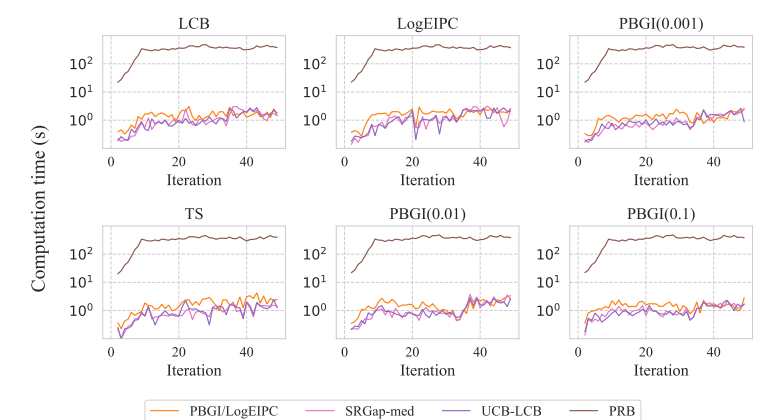 LCB
LogEIPC
PBGI(0.001)
10²
10¹
10⁰
0 20 40
Iteration
10²
10¹
10⁰
0 20 40
Iteration
10²
10¹
10⁰
0 20 40
Iteration
Computation time (s)
TS
PBGI(0.01)
PBGI(0.1)
10²
10¹
10⁰
0 20 40
Iteration
10²
10¹
10⁰
0 20 40
Iteration
10²
10¹
10⁰
0 20 40
Iteration
PBGI/LogEIPC SRGap-med UCB-LCB PRB